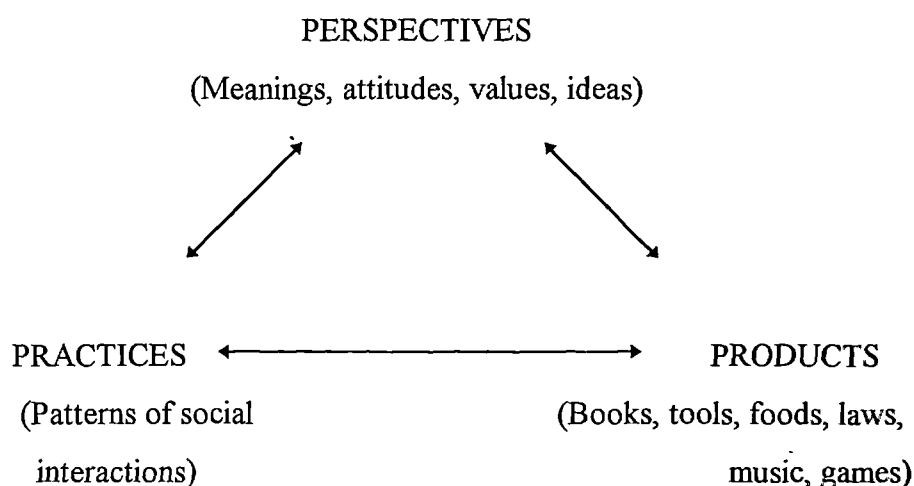 PERSPECTIVES
(Meanings, attitudes, values, ideas)
PRACTICES
PRODUCTS
(Patterns of social
interactions)
(Books, tools, foods, laws,
music, games)